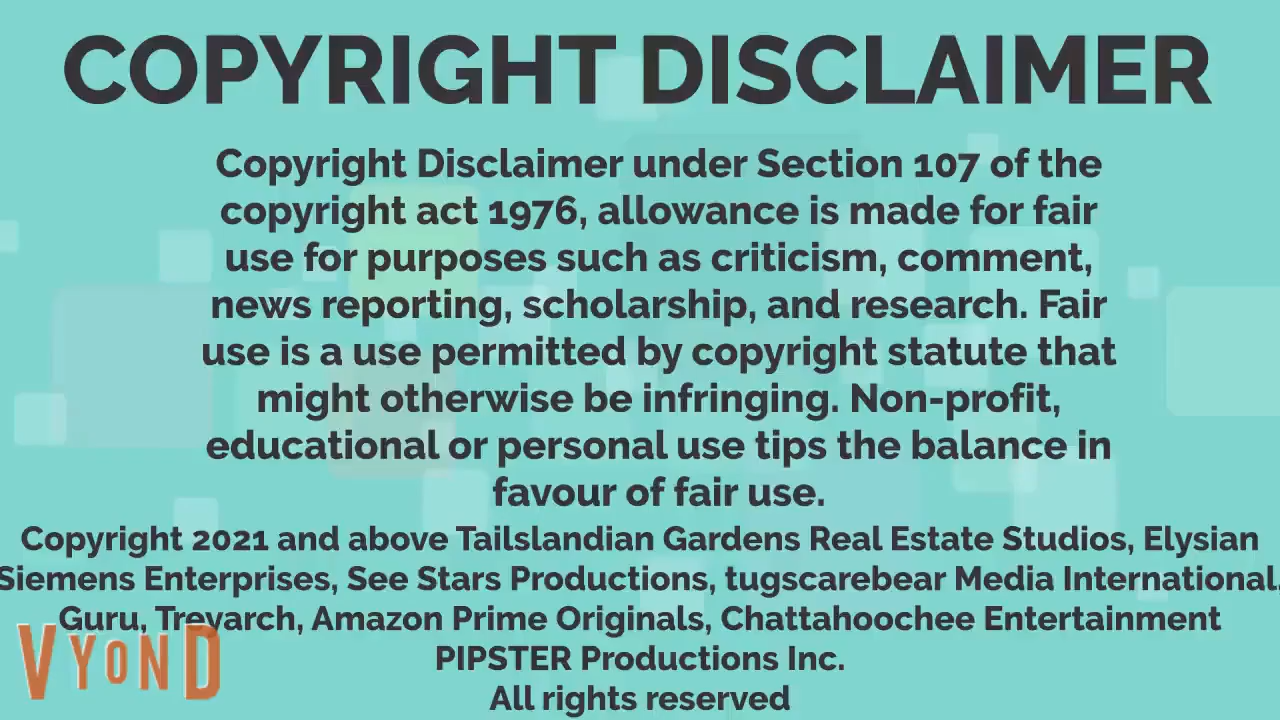 COPYRIGHT DISCLAIMER
Copyright Disclaimer under Section 107 of the
copyright act 1976, allowance is made for fair
use for purposes such as criticism, comment,
news reporting, scholarship, and research. Fair
use is a use permitted by copyright statute that
might otherwise be infringing. Non-profit,
educational or personal use tips the balance in
favour of fair use.
Copyright 2021 and above Tailslandian Gardens Real Estate Studios, Elysian
Siemens Enterprises, See Stars Productions, tugscarebear Media International.
Guru, Treyarch, Amazon Prime Originals, Chattahoochee Entertainment
PIPSTER Productions Inc.
All rights reserved
VYOND